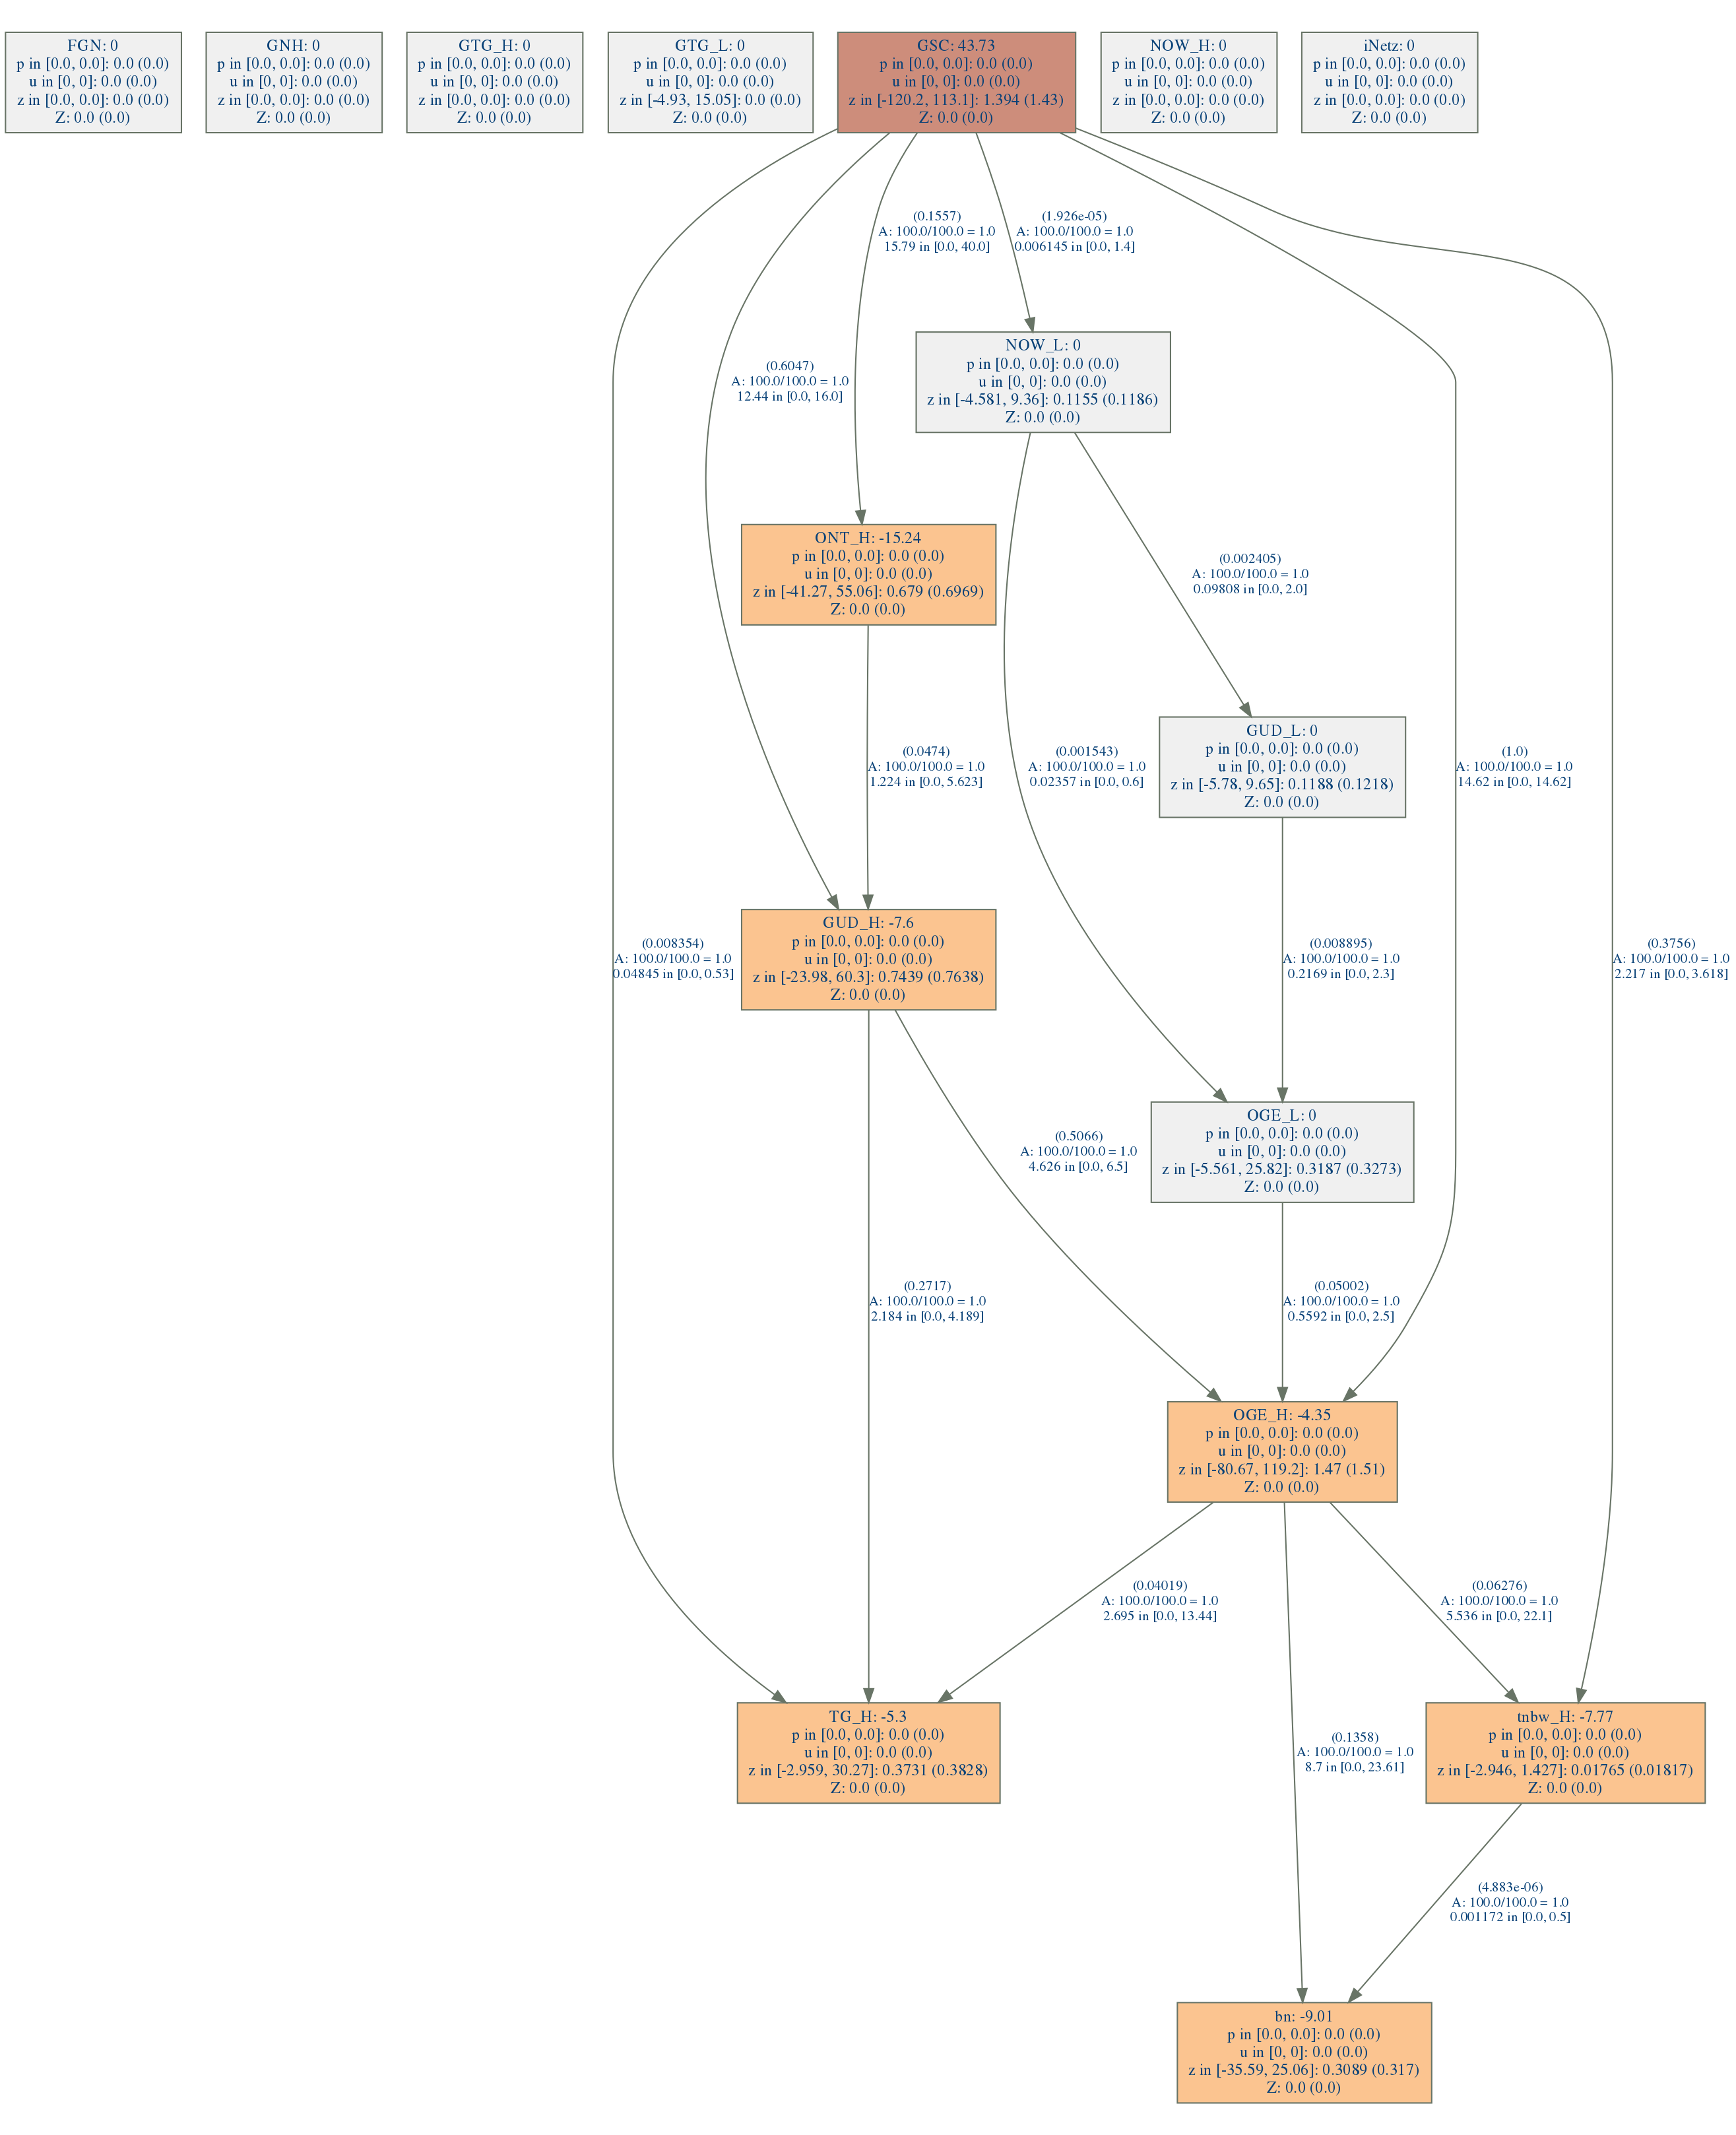 FGN: 0
p in [0.0, 0.0]: 0.0 (0.0)
u in [0, 0]: 0.0 (0.0)
z in [0.0, 0.0]: 0.0 (0.0)
Z: 0.0 (0.0)
GNH: 0
p in [0.0, 0.0]: 0.0 (0.0)
u in [0, 0]: 0.0 (0.0)
z in [0.0, 0.0]: 0.0 (0.0)
Z: 0.0 (0.0)
GTG_H: 0
p in [0.0, 0.0]: 0.0 (0.0)
u in [0, 0]: 0.0 (0.0)
z in [0.0, 0.0]: 0.0 (0.0)
Z: 0.0 (0.0)
GTG_L: 0
p in [0.0, 0.0]: 0.0 (0.0)
u in [0, 0]: 0.0 (0.0)
z in [-4.93, 15.05]: 0.0 (0.0)
Z: 0.0 (0.0)
GSC: 43.73
p in [0.0, 0.0]: 0.0 (0.0)
u in [0, 0]: 0.0 (0.0)
z in [-120.2, 113.1]: 1.394 (1.43)
Z: 0.0 (0.0)
NOW_H: 0
p in [0.0, 0.0]: 0.0 (0.0)
u in [0, 0]: 0.0 (0.0)
z in [0.0, 0.0]: 0.0 (0.0)
Z: 0.0 (0.0)
iNetz: 0
p in [0.0, 0.0]: 0.0 (0.0)
u in [0, 0]: 0.0 (0.0)
z in [0.0, 0.0]: 0.0 (0.0)
Z: 0.0 (0.0)
(0.1557)
A: 100.0/100.0 = 1.0
15.79 in [0.0, 40.0]
(1.926e-05)
A: 100.0/100.0 = 1.0
0.006145 in [0.0, 1.4]
(0.6047)
A: 100.0/100.0 = 1.0
12.44 in [0.0, 16.0]
NOW_L: 0
p in [0.0, 0.0]: 0.0 (0.0)
u in [0, 0]: 0.0 (0.0)
z in [-4.581, 9.36]: 0.1155 (0.1186)
Z: 0.0 (0.0)
ONT_H: -15.24
p in [0.0, 0.0]: 0.0 (0.0)
u in [0, 0]: 0.0 (0.0)
z in [-41.27, 55.06]: 0.679 (0.6969)
Z: 0.0 (0.0)
(0.002405)
A: 100.0/100.0 = 1.0
0.09808 in [0.0, 2.0]
(0.0474)
A: 100.0/100.0 = 1.0
1.224 in [0.0, 5.623]
(0.001543)
A: 100.0/100.0 = 1.0
0.02357 in [0.0, 0.6]
GUD_L: 0
p in [0.0, 0.0]: 0.0 (0.0)
u in [0, 0]: 0.0 (0.0)
z in [-5.78, 9.65]: 0.1188 (0.1218)
Z: 0.0 (0.0)
(1.0)
A: 100.0/100.0 = 1.0
14.62 in [0.0, 14.62]
(0.008354)
A: 100.0/100.0 = 1.0
0.04845 in [0.0, 0.53]
GUD_H: -7.6
p in [0.0, 0.0]: 0.0 (0.0)
u in [0, 0]: 0.0 (0.0)
z in [-23.98, 60.3]: 0.7439 (0.7638)
Z: 0.0 (0.0)
(0.008895)
A: 100.0/100.0 = 1.0
0.2169 in [0.0, 2.3]
(0.3756)
A: 100.0/100.0 = 1.0
2.217 in [0.0, 3.618]
(0.5066)
A: 100.0/100.0 = 1.0
4.626 in [0.0, 6.5]
OGE_L: 0
p in [0.0, 0.0]: 0.0 (0.0)
u in [0, 0]: 0.0 (0.0)
z in [-5.561, 25.82]: 0.3187 (0.3273)
Z: 0.0 (0.0)
(0.2717)
A: 100.0/100.0 = 1.0
2.184 in [0.0, 4.189]
(0.05002)
A: 100.0/100.0 = 1.0
0.5592 in [0.0, 2.5]
OGE_H: -4.35
p in [0.0, 0.0]: 0.0 (0.0)
u in [0, 0]: 0.0 (0.0)
z in [-80.67, 119.2]: 1.47 (1.51)
Z: 0.0 (0.0)
(0.04019)
A: 100.0/100.0 = 1.0
2.695 in [0.0, 13.44]
(0.06276)
A: 100.0/100.0 = 1.0
5.536 in [0.0, 22.1]
TG_H: -5.3
p in [0.0, 0.0]: 0.0 (0.0)
u in [0, 0]: 0.0 (0.0)
z in [-2.959, 30.27]: 0.3731 (0.3828)
Z: 0.0 (0.0)
(0.1358)
A: 100.0/100.0 = 1.0
8.7 in [0.0, 23.61]
tnbw_H: -7.77
p in [0.0, 0.0]: 0.0 (0.0)
u in [0, 0]: 0.0 (0.0)
z in [-2.946, 1.427]: 0.01765 (0.01817)
Z: 0.0 (0.0)
(4.883e-06)
A: 100.0/100.0 = 1.0
0.001172 in [0.0, 0.5]
bn: -9.01
p in [0.0, 0.0]: 0.0 (0.0)
u in [0, 0]: 0.0 (0.0)
z in [-35.59, 25.06]: 0.3089 (0.317)
Z: 0.0 (0.0)